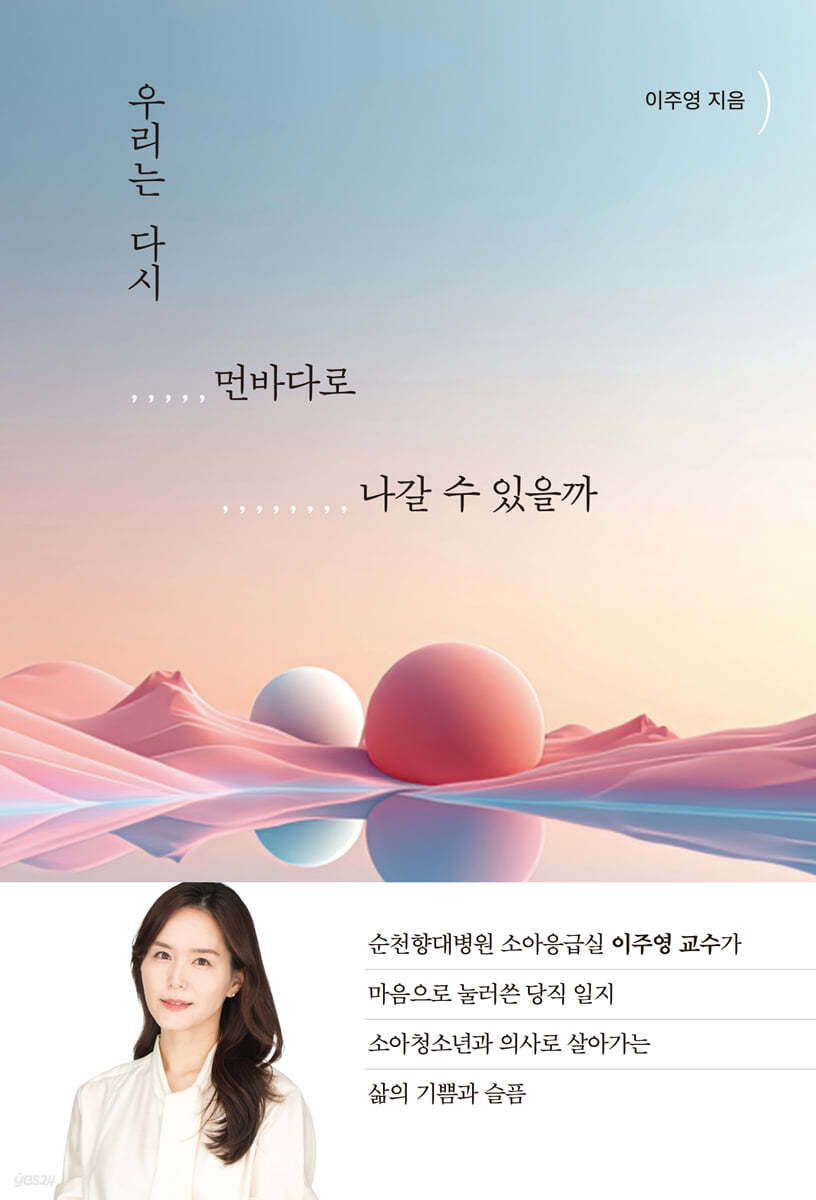 이주영 지음
우리는 다시
,,,,,먼바다로
,,,,,,,,나갈 수 있을까
순천향대병원 소아응급실 이주영 교수가
마음으로 눌러쓴 당직 일지
소아청소년과 의사로 살아가는
삶의 기쁨과 슬픔
yes24